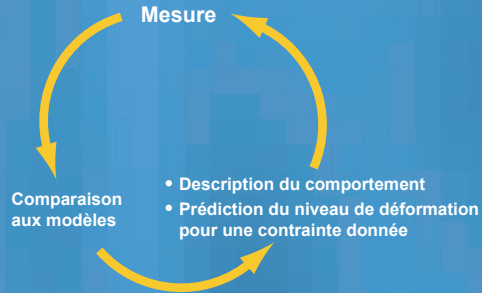 Mesure
Comparaison
aux modèles
• Description du comportement
• Prédiction du niveau de déformation
pour une contrainte donnée